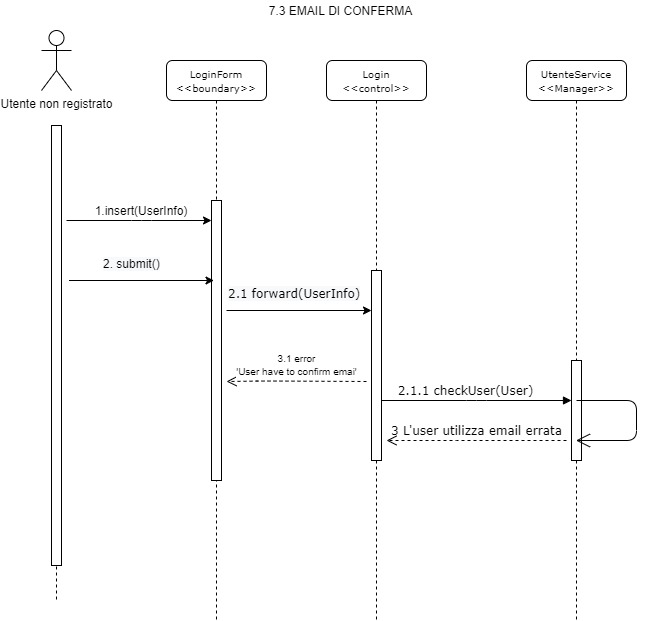 7.3 EMAIL DI CONFERMA
LoginForm
<<boundary>>
Login
<<control>>
UtenteService
<<Manager>>
Utente non registrato
1.insert(UserInfo)
2. submit()
2.1 forward(UserInfo)
3.1 error
'User have to confirm emai'
2.1.1 checkUser(User)
3 L'user utilizza email errata